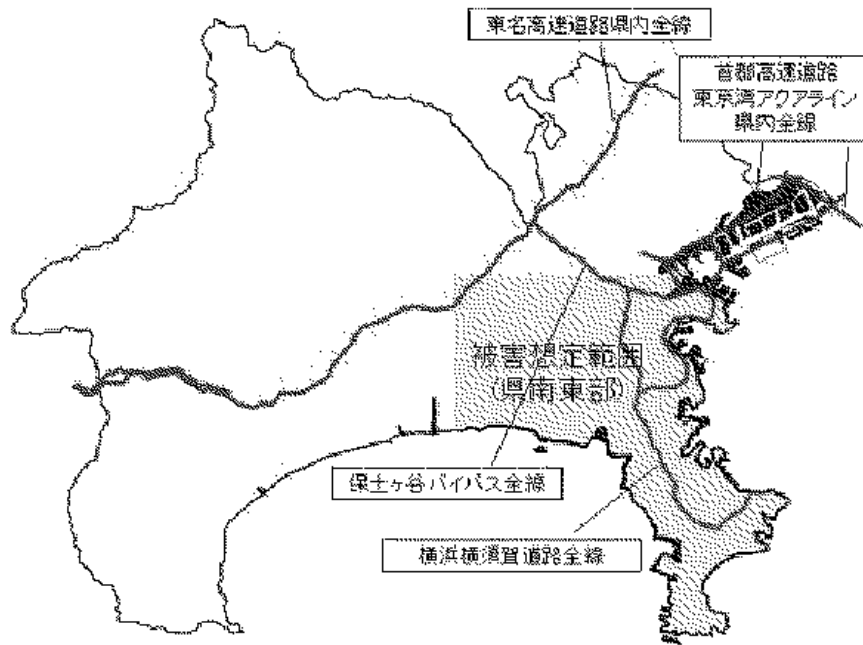 東名高速道路県内全線
首都高速道路
東京湾アクアライン
県内全線
被害想定範囲
(県南東部)
保土ヶ谷バイパス全線
横浜横須賀道路全線